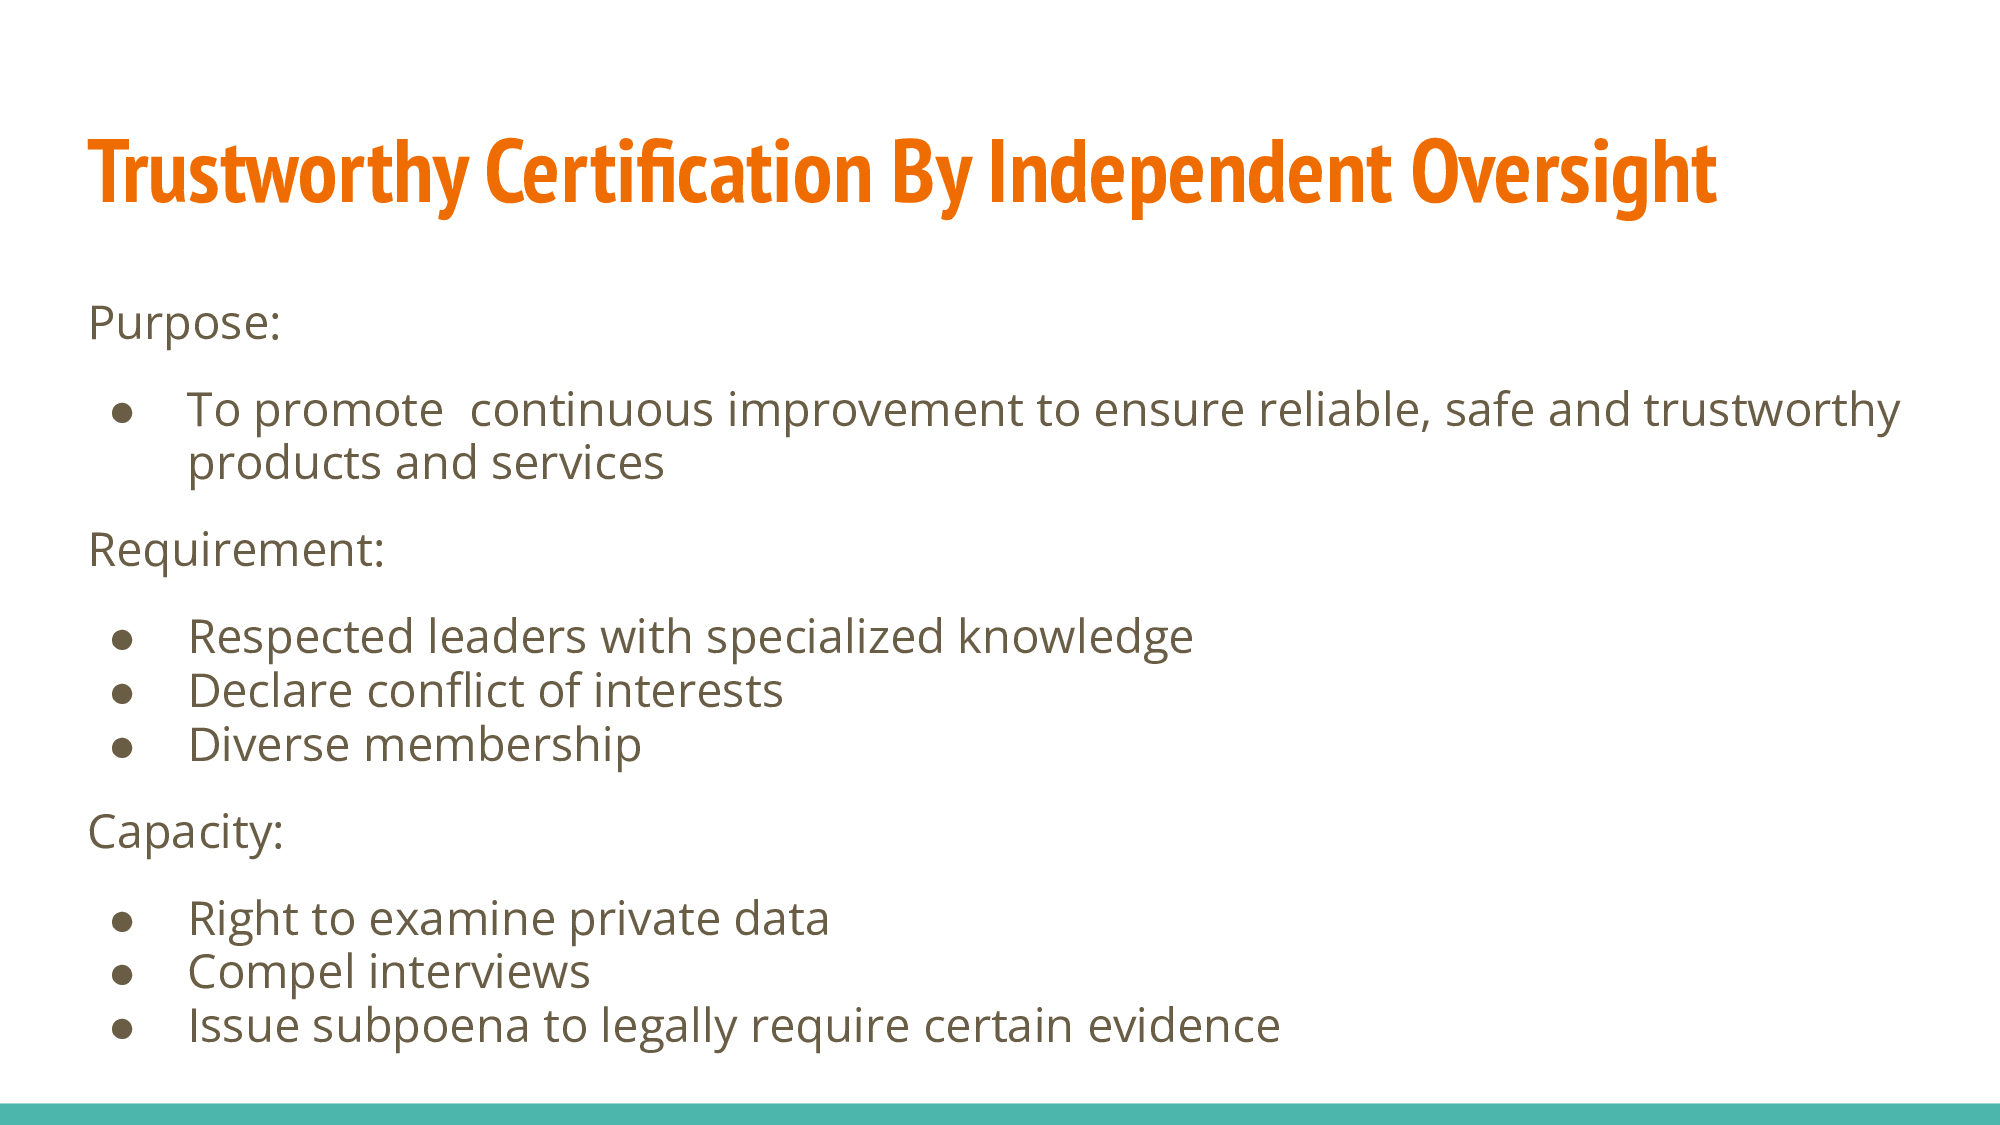 Trustworthy Certification By Independent Oversight
Purpose:
● To promote  continuous improvement to ensure reliable, safe and trustworthy
products and services
Requirement:
● Respected leaders with specialized knowledge
● Declare conflict of interests
● Diverse membership
Capacity:
● Right to examine private data
● Compel interviews
● Issue subpoena to legally require certain evidence